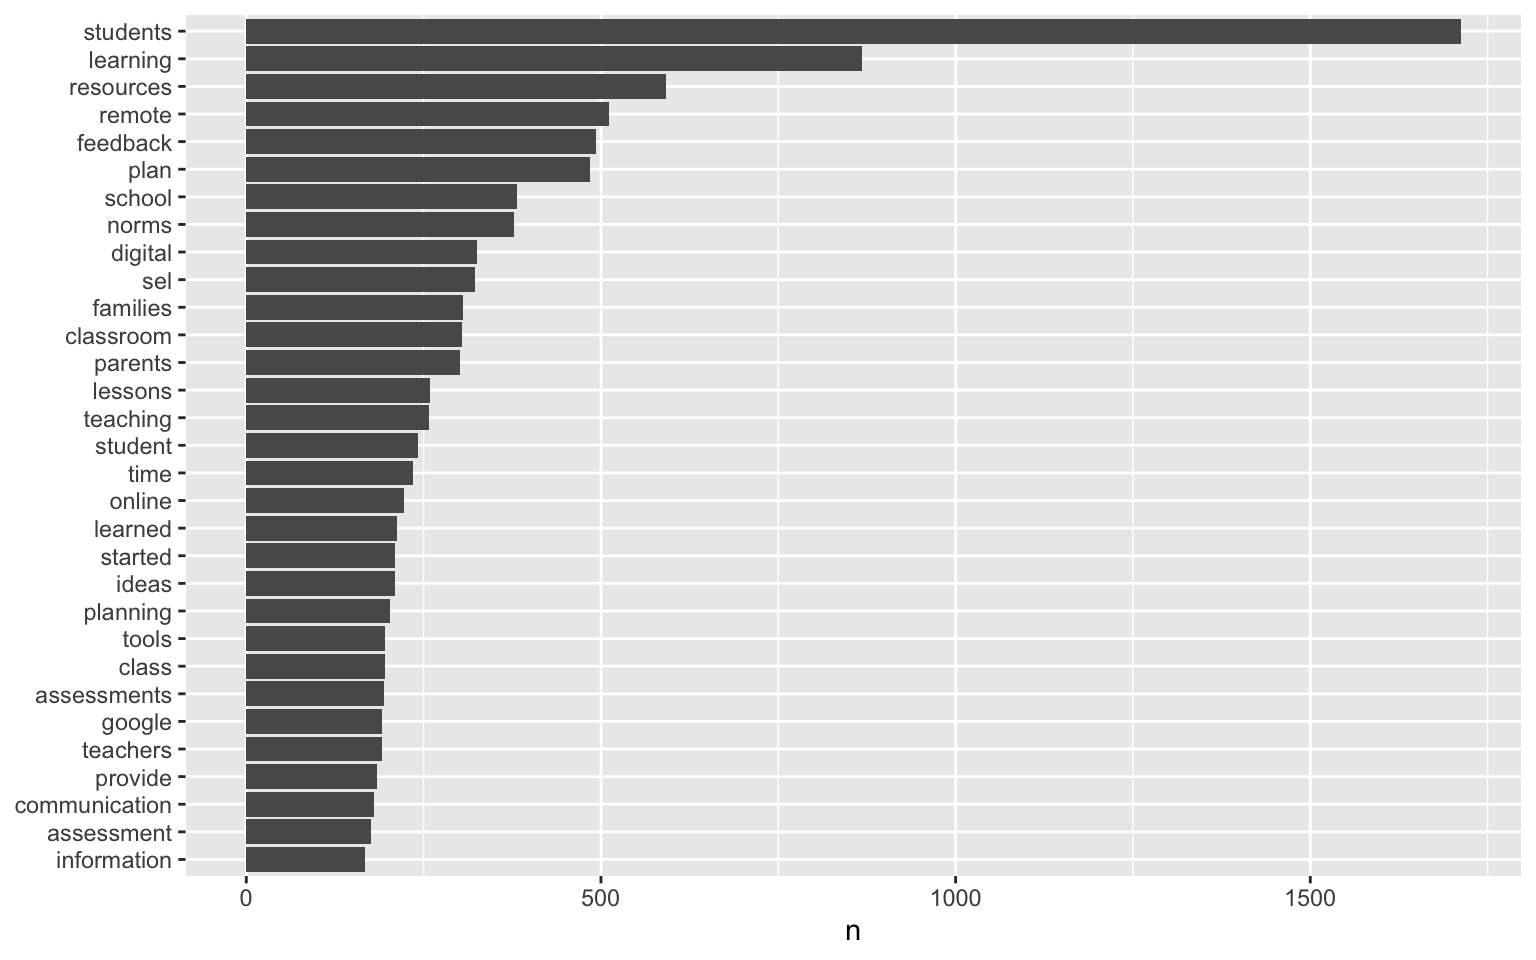 students
learning
resources
remote
feedback
plan
school
norms
digital
sel
families
classroom
parents
lessons
teaching
student
time
online
learned
started
ideas
planning
tools
class
assessments
google
teachers
provide
communication
assessment
information
0 500 1000 1500
n